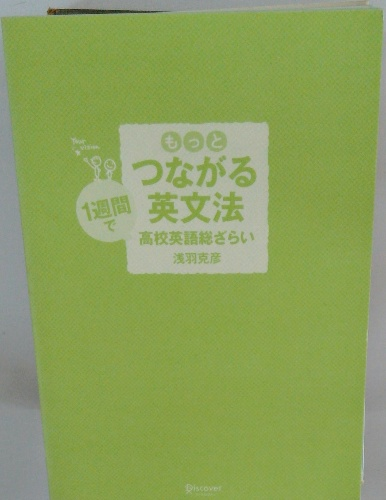 もっと
つながる
英文法
1週間で
高校英語総ざらい
浅羽克彦
Discover